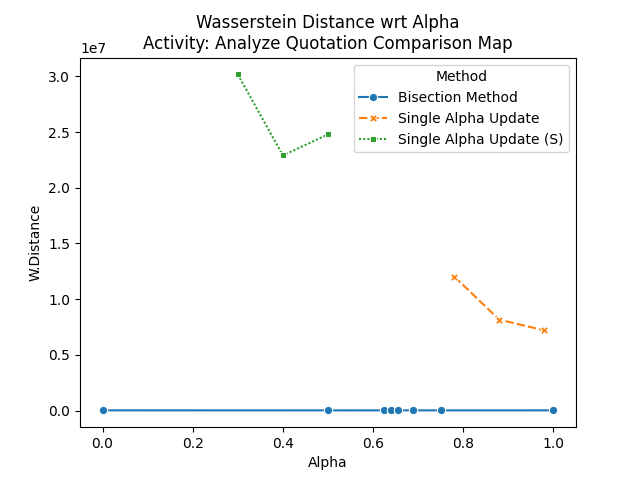 Wasserstein Distance wrt Alpha
Activity: Analyze Quotation Comparison Map
1e7
Method
Bisection Method
Single Alpha Update
Single Alpha Update (S)
3.0
2.5
2.0
1.5
1.0
0.5
0.0
W.Distance
0.0 0.2 0.4 0.6 0.8 1.0
Alpha